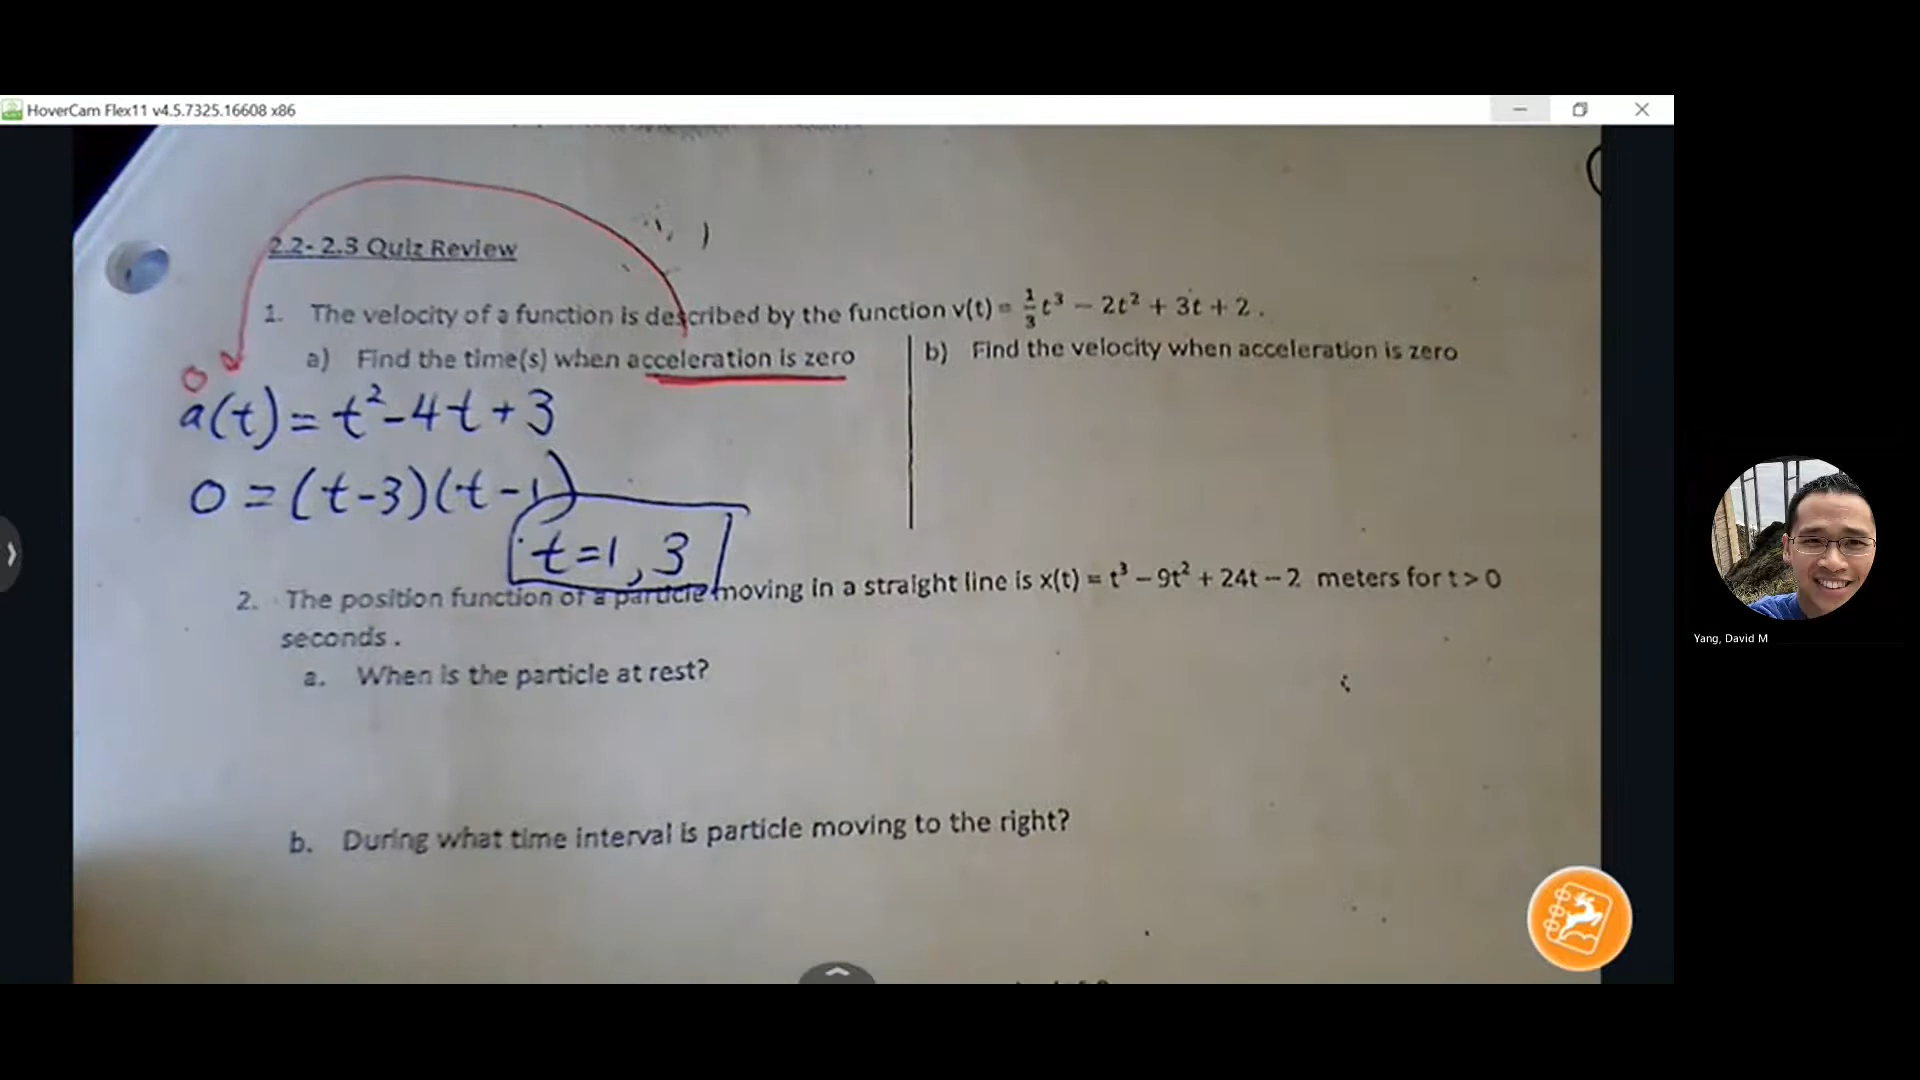 HoverCam Flex11 v4.5.7325.16608 x86
2.2- 2.3 Quiz Review
1. The velocity of a function is described by the function v(t) = 1/3 t³ − 2t² + 3t + 2 .
a) Find the time(s) when acceleration is zero
0
a(t) = t² - 4t + 3
0 = (t-3)(t-1)
t = 1, 3
b) Find the velocity when acceleration is zero
2. The position function of a particle moving in a straight line is x(t) = t³ − 9t² + 24t − 2 meters for t > 0
seconds .
a. When is the particle at rest?
b. During what time interval is particle moving to the right?
Yang, David M